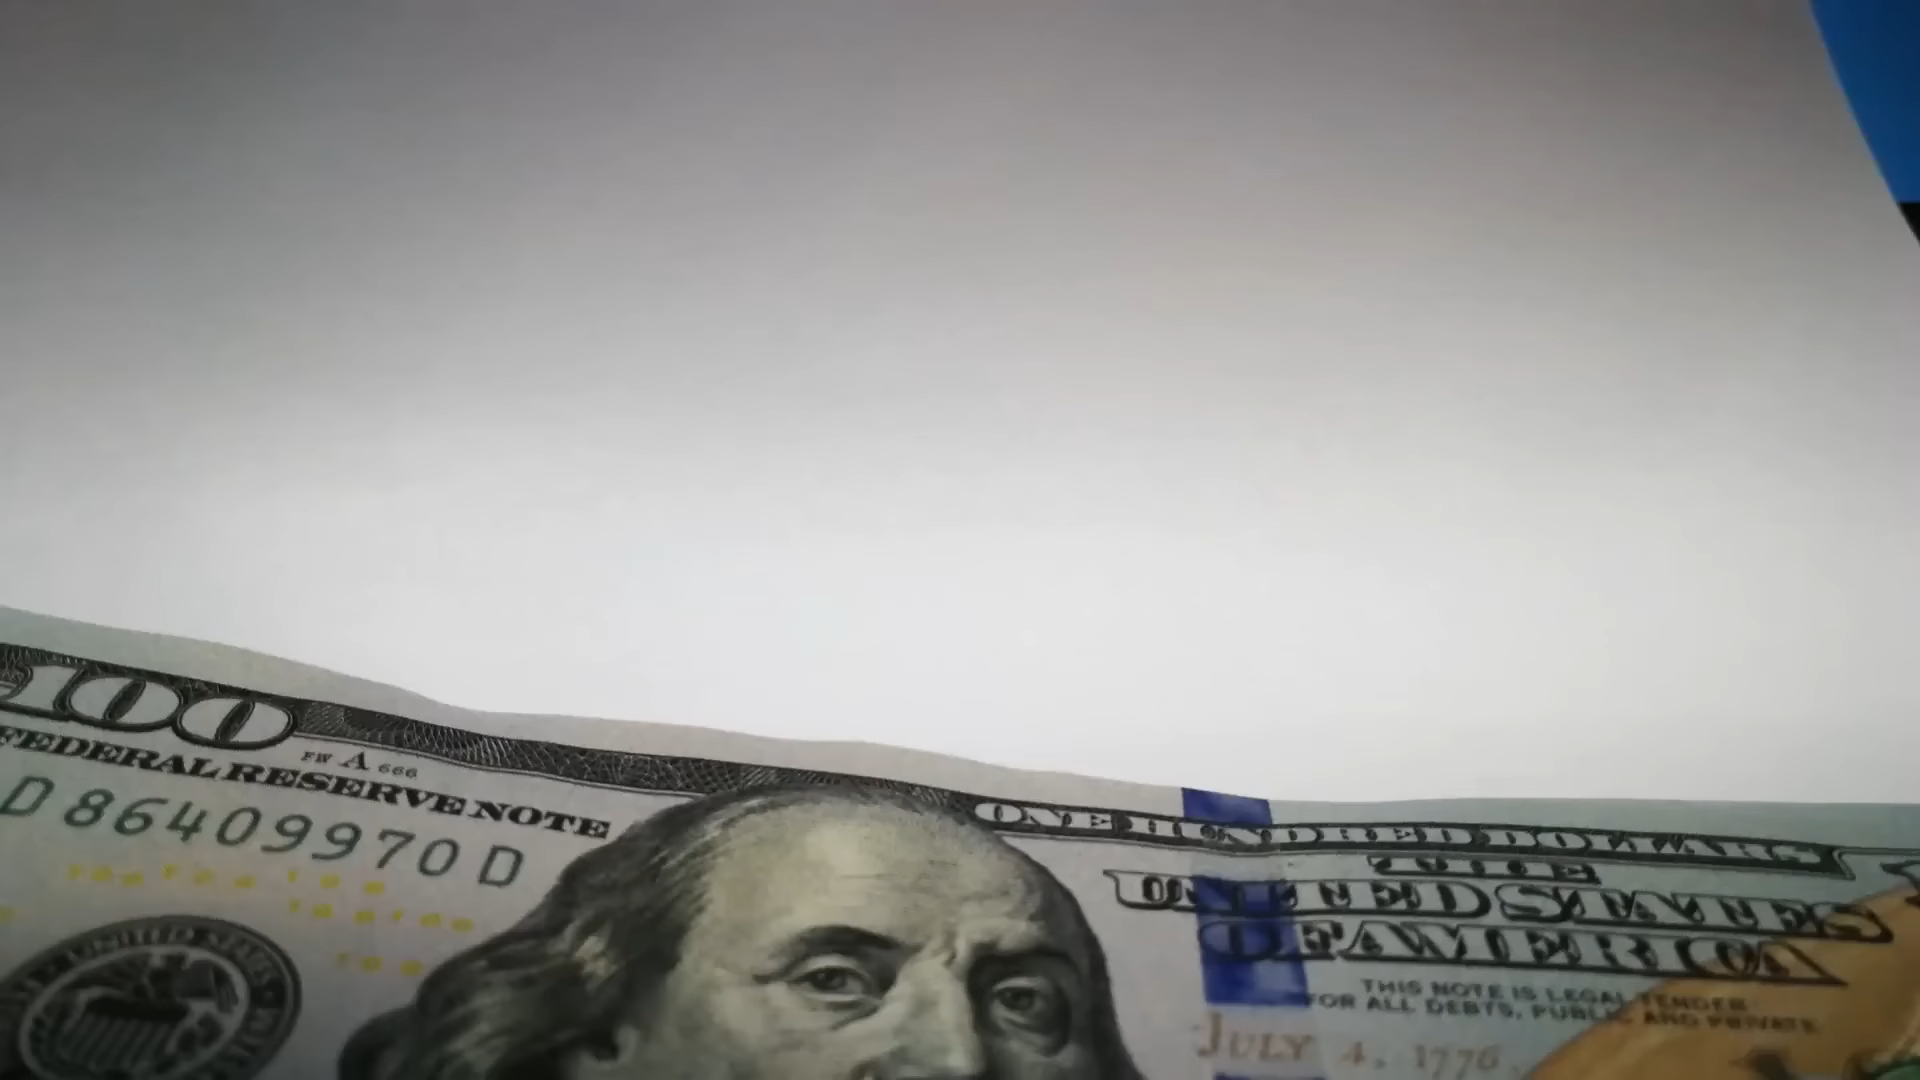 100
FW A 666
FEDERAL RESERVE NOTE
D 86409970 D
ONE HUNDRED DOLLARS
THE
UNITED STATES
OF AMERICA
THIS NOTE IS LEGAL TENDER
FOR ALL DEBTS, PUBLIC AND PRIVATE
JULY 4, 1776